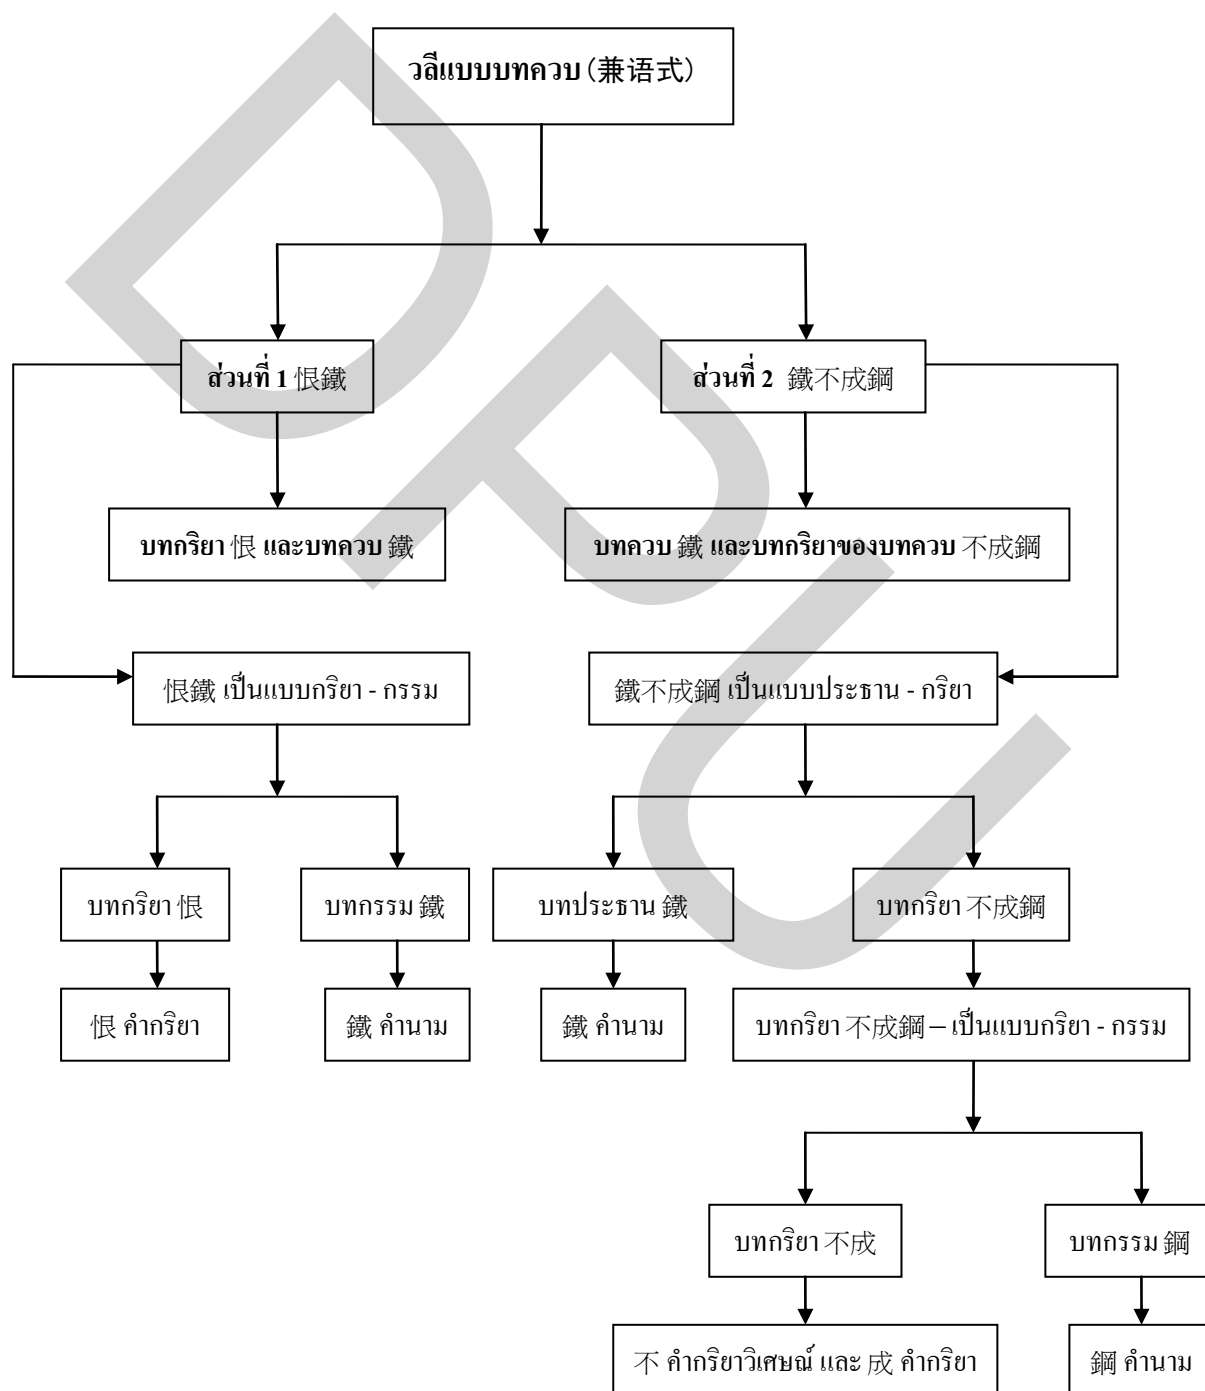 วลีแบบบทควบ (兼语式)
ส่วนที่ 1 恨鐵
ส่วนที่ 2 鐵不成鋼
บทกริยา 恨 และบทควบ 鐵
บทควบ 鐵 และบทกริยาของบทควบ 不成鋼
恨鐵 เป็นแบบกริยา - กรรม
鐵不成鋼 เป็นแบบประธาน - กริยา
บทกริยา 恨
บทกรรม 鐵
บทประธาน 鐵
บทกริยา 不成鋼
恨 คำกริยา
鐵 คำนาม
鐵 คำนาม
บทกริยา 不成鋼 – เป็นแบบกริยา - กรรม
บทกริยา 不成
บทกรรม 鋼
不 คำกริยาวิเศษณ์ และ 成 คำกริยา
鋼 คำนาม
DPU